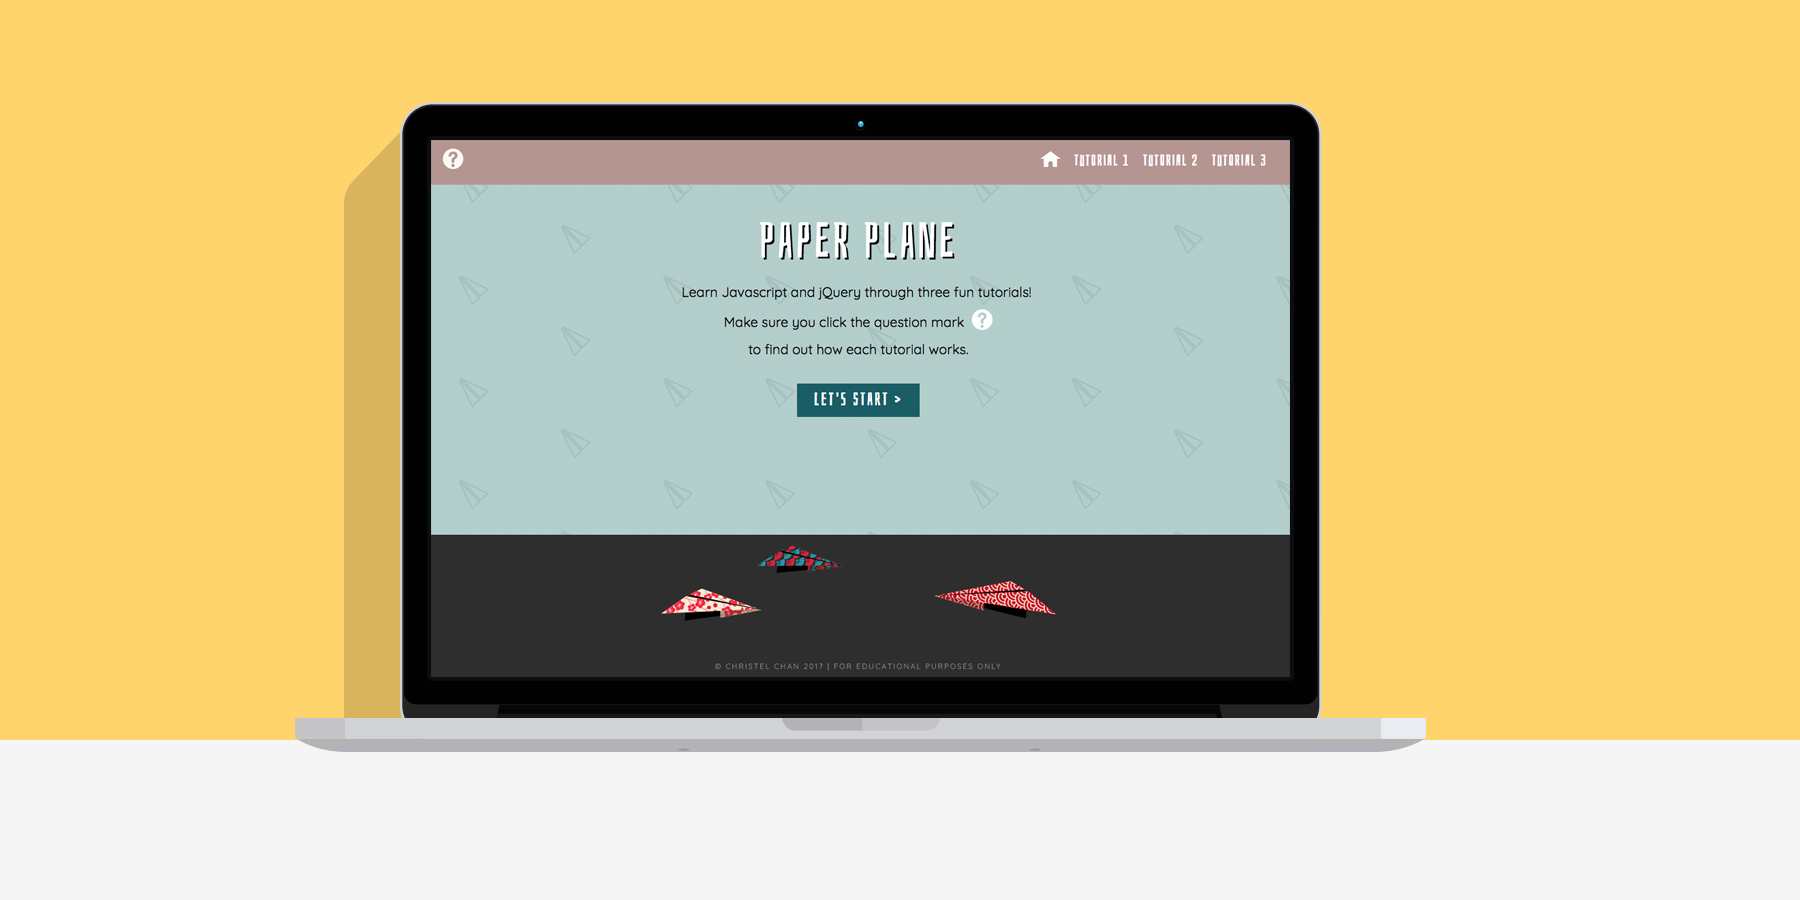 ?
TUTORIAL 1 TUTORIAL 2 TUTORIAL 3
PAPER PLANE
Learn Javascript and jQuery through three fun tutorials!
Make sure you click the question mark ?
to find out how each tutorial works.
LET'S START >
© CHRISTEL CHAN 2017 | FOR EDUCATIONAL PURPOSES ONLY